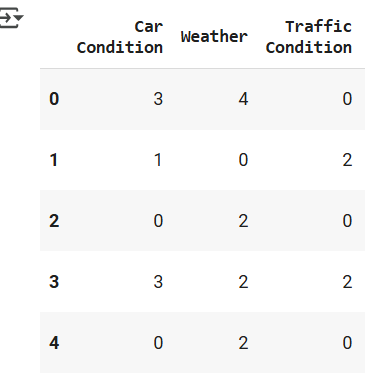 Car Condition Weather Traffic Condition
0 3 4 0
1 1 0 2
2 0 2 0
3 3 2 2
4 0 2 0